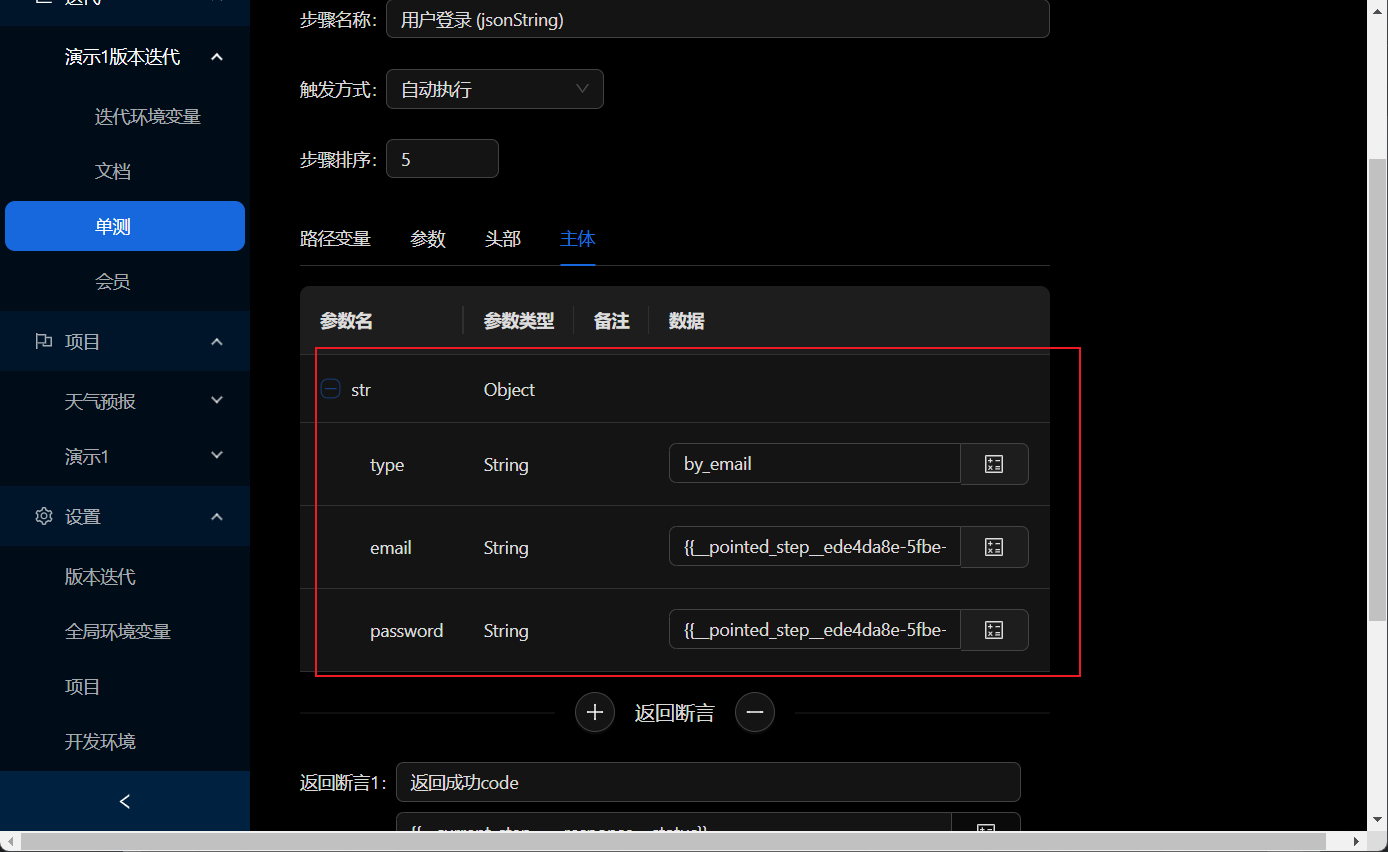 迭代
演示1版本迭代
迭代环境变量
文档
单测
会员
项目
天气预报
演示1
设置
版本迭代
全局环境变量
项目
开发环境
步骤名称: 用户登录 (jsonString)
触发方式: 自动执行
步骤排序: 5
路径变量 参数 头部 主体
参数名 参数类型 备注 数据
str Object
type String by_email
email String {{__pointed_step__ede4da8e-5fbe-
password String {{__pointed_step__ede4da8e-5fbe-
返回断言
返回断言1: 返回成功code